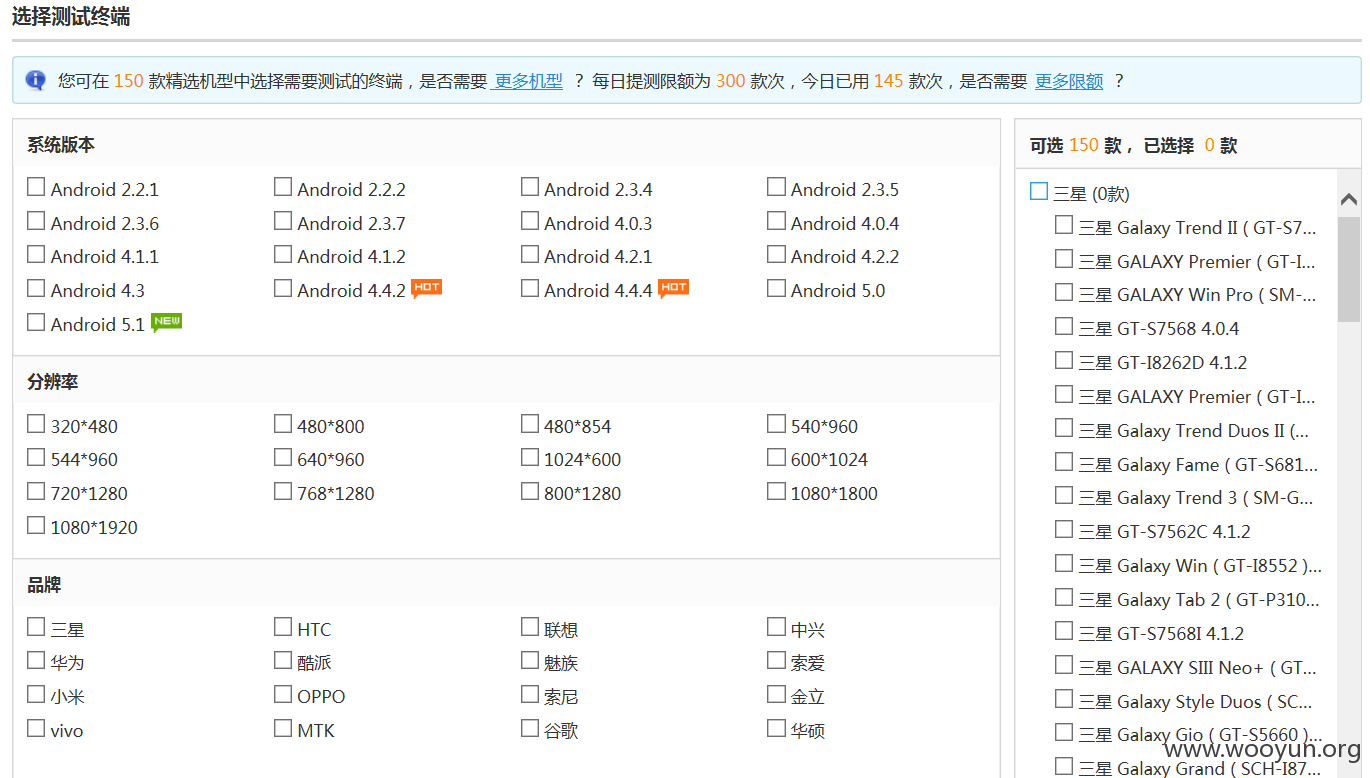 选择测试终端
您可在 150 款精选机型中选择需要测试的终端，是否需要 更多机型 ？每日提测限额为 300 款次，今日已用 145 款次，是否需要 更多限额 ？
系统版本
Android 2.2.1 Android 2.2.2 Android 2.3.4 Android 2.3.5
Android 2.3.6 Android 2.3.7 Android 4.0.3 Android 4.0.4
Android 4.1.1 Android 4.1.2 Android 4.2.1 Android 4.2.2
Android 4.3 Android 4.4.2 HOT Android 4.4.4 HOT Android 5.0
Android 5.1 NEW
分辨率
320*480 480*800 480*854 540*960
544*960 640*960 1024*600 600*1024
720*1280 768*1280 800*1280 1080*1800
1080*1920
品牌
三星 HTC 联想 中兴
华为 酷派 魅族 索爱
小米 OPPO 索尼 金立
vivo MTK 谷歌 华硕
可选 150 款， 已选择 0 款
三星 (0款)
三星 Galaxy Trend II ( GT-S7...
三星 GALAXY Premier ( GT-I...
三星 GALAXY Win Pro ( SM-...
三星 GT-S7568 4.0.4
三星 GT-I8262D 4.1.2
三星 GALAXY Premier ( GT-I...
三星 Galaxy Trend Duos II (...
三星 Galaxy Fame ( GT-S681...
三星 Galaxy Trend 3 ( SM-G...
三星 GT-S7562C 4.1.2
三星 Galaxy Win ( GT-I8552 )...
三星 Galaxy Tab 2 ( GT-P310...
三星 GT-S7568I 4.1.2
三星 GALAXY SIII Neo+ ( GT...
三星 Galaxy Style Duos ( SC...
三星 Galaxy Gio ( GT-S5660 )...
www.wooyun.org
三星 Galaxy Grand ( SCH-I87...